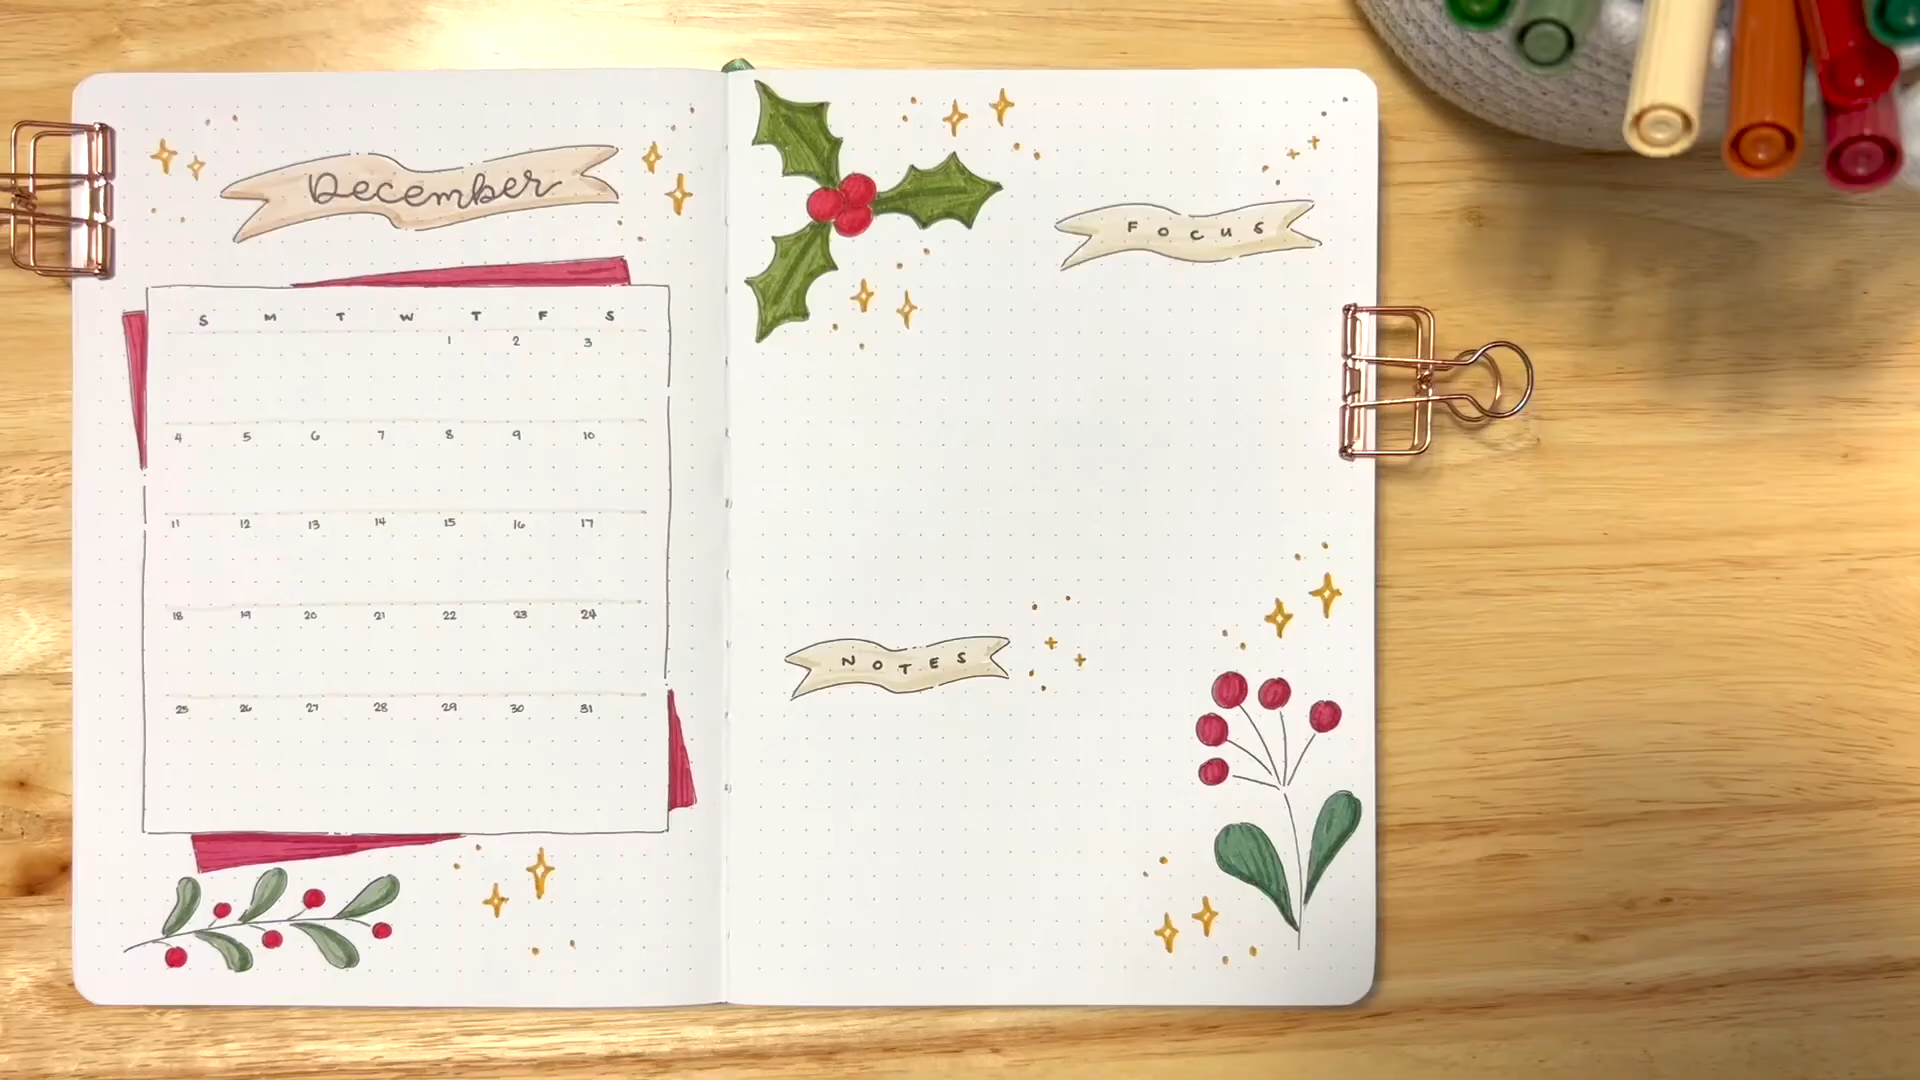 December
S M T W T F S
1 2 3
4 5 6 7 8 9 10
11 12 13 14 15 16 17
18 19 20 21 22 23 24
25 26 27 28 29 30 31
FOCUS
NOTES